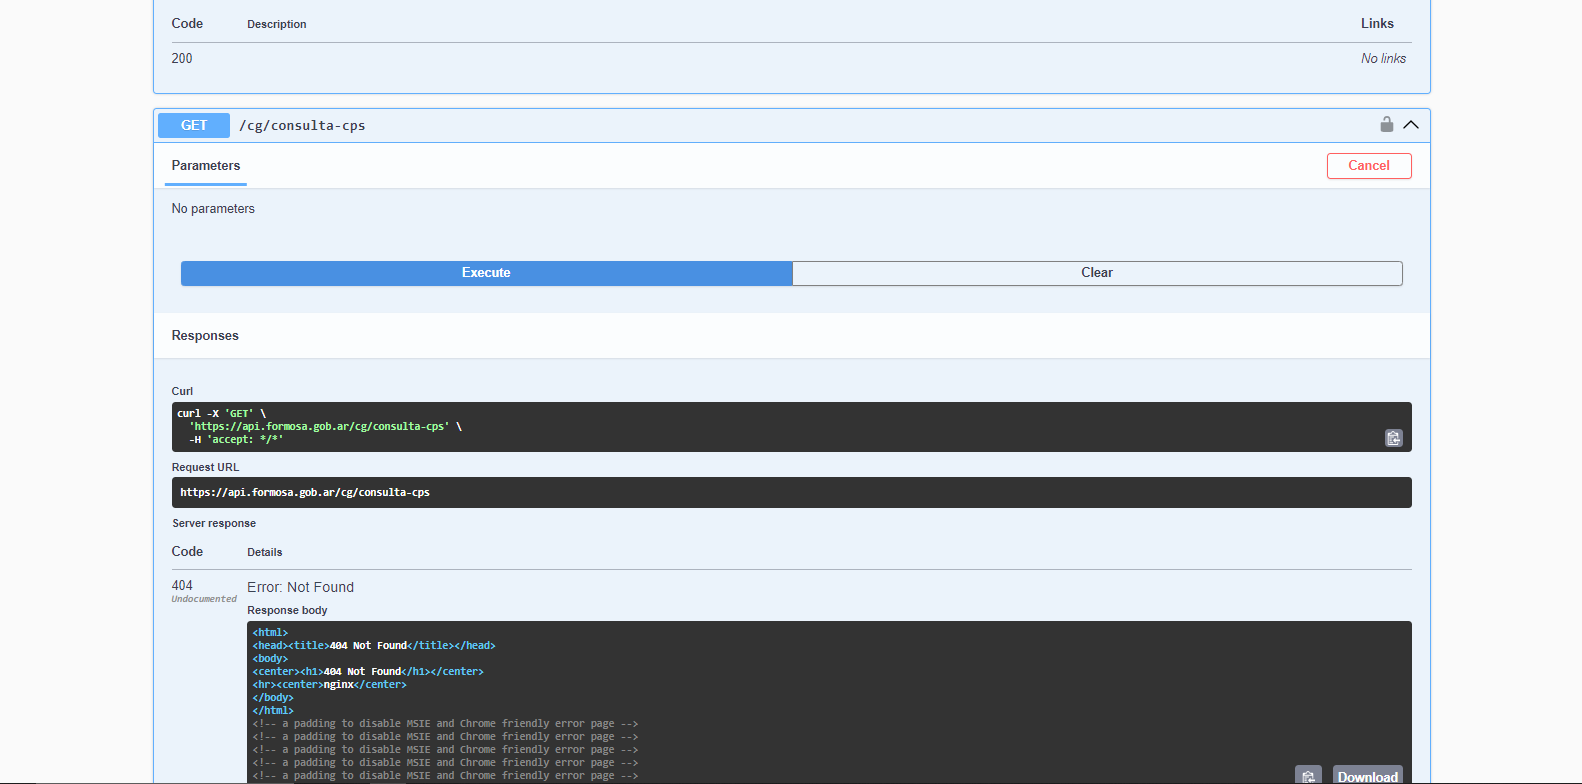 Code Description Links
200 No links
GET /cg/consulta-cps
Parameters Cancel
No parameters
Execute Clear
Responses
Curl
curl -X 'GET' \
'https://api.formosa.gob.ar/cg/consulta-cps' \
-H 'accept: */*'
Request URL
https://api.formosa.gob.ar/cg/consulta-cps
Server response
Code Details
404 Error: Not Found
Undocumented
Response body
<html>
<head><title>404 Not Found</title></head>
<body>
<center><h1>404 Not Found</h1></center>
<hr><center>nginx</center>
</body>
</html>
<!-- a padding to disable MSIE and Chrome friendly error page -->
<!-- a padding to disable MSIE and Chrome friendly error page -->
<!-- a padding to disable MSIE and Chrome friendly error page -->
<!-- a padding to disable MSIE and Chrome friendly error page -->
<!-- a padding to disable MSIE and Chrome friendly error page -->
Download